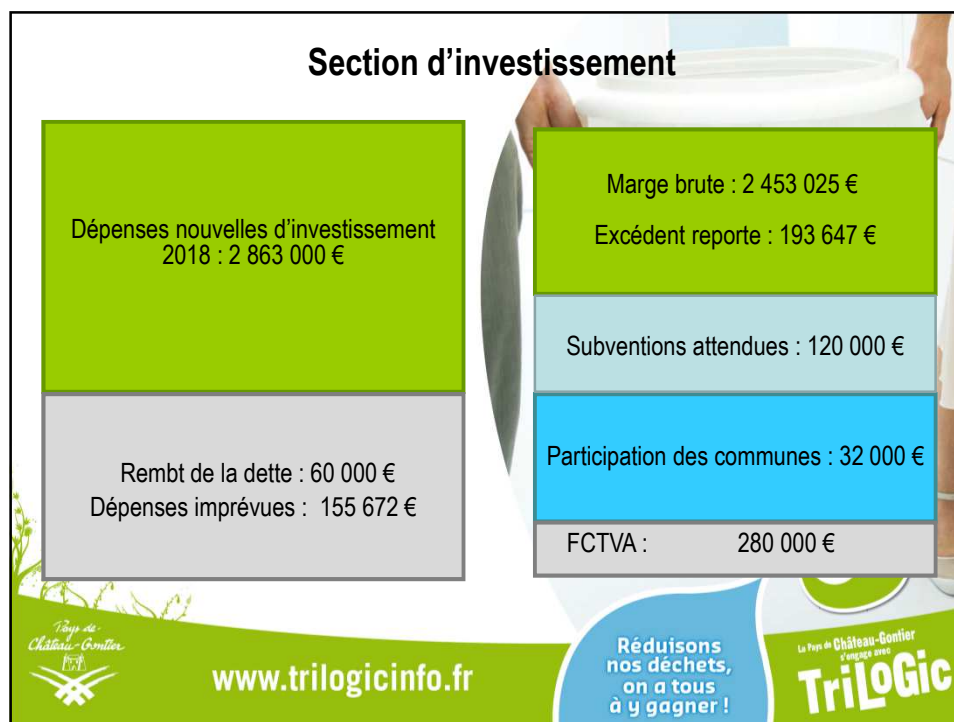 Section d'investissement
Dépenses nouvelles d'investissement
2018 : 2 863 000 €
Rembt de la dette : 60 000 €
Dépenses imprévues : 155 672 €
Marge brute : 2 453 025 €
Excédent reporte : 193 647 €
Subventions attendues : 120 000 €
Participation des communes : 32 000 €
FCTVA : 280 000 €
Pays de
Château-Gontier
www.trilogicinfo.fr
Réduisons
nos déchets,
on a tous
à y gagner !
Le Pays de Château-Gontier
s'engage avec
TriLoGic